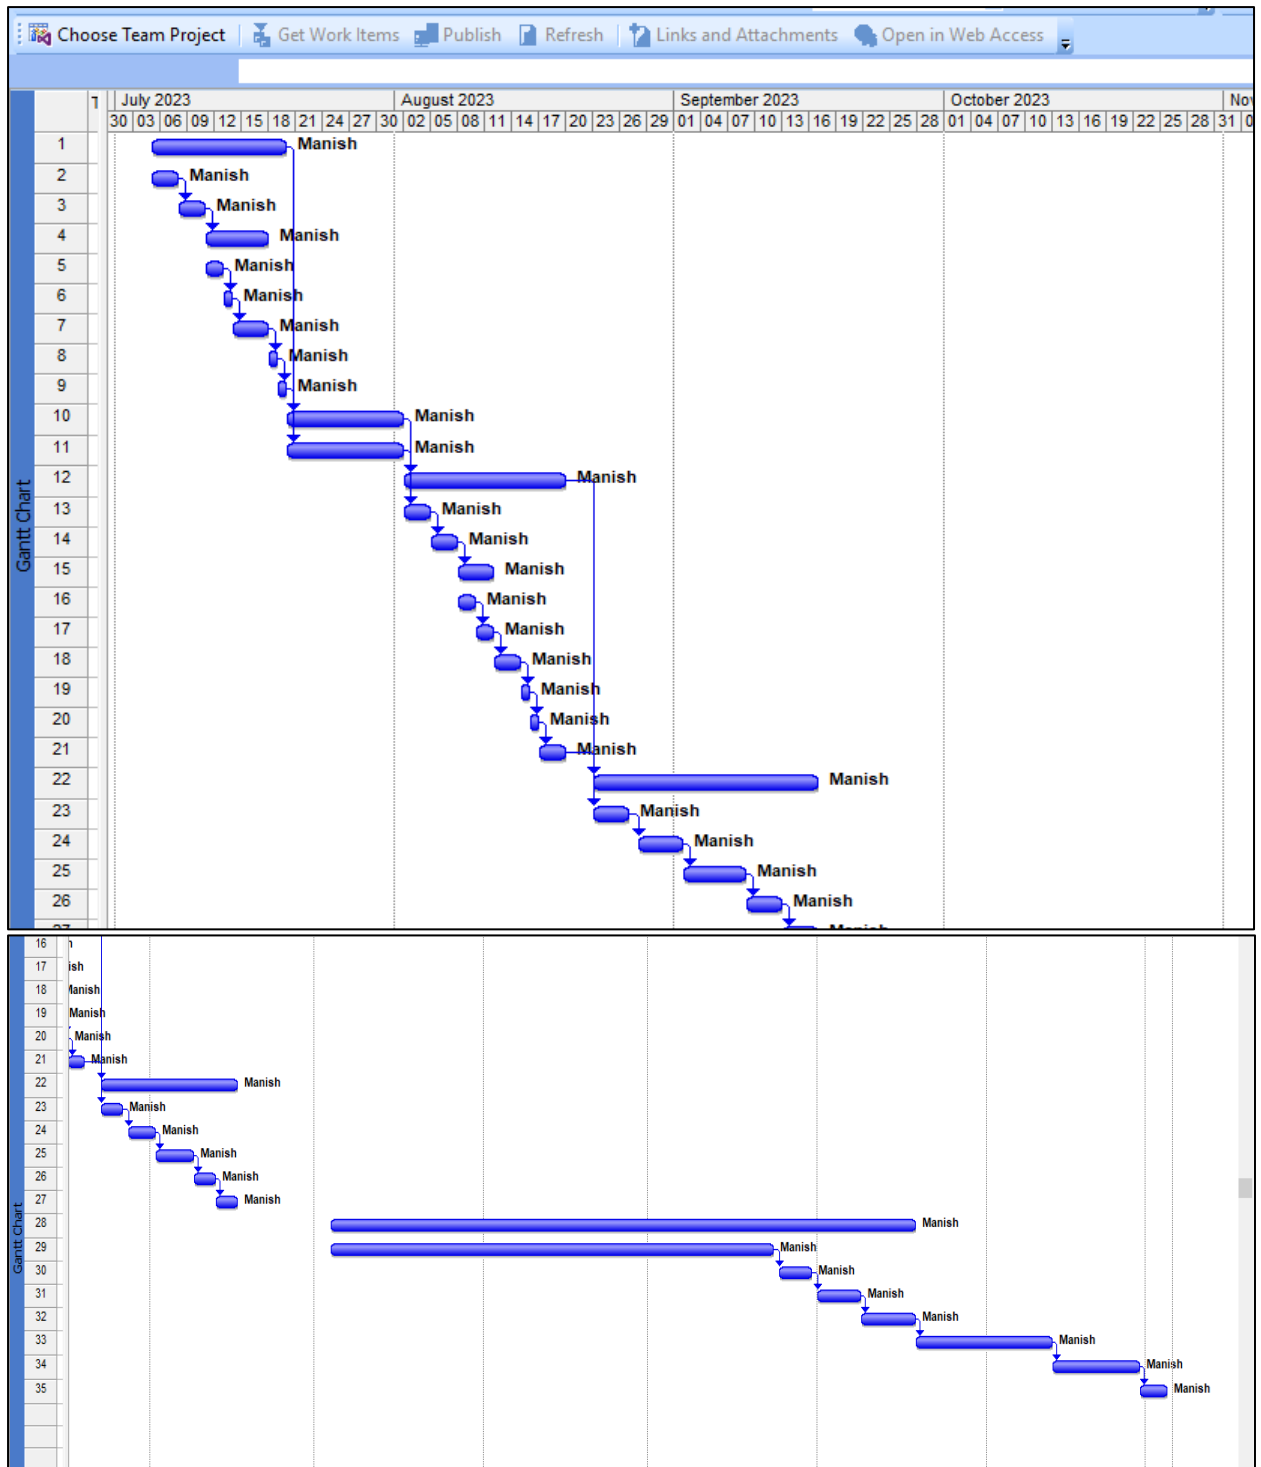 Choose Team Project Get Work Items Publish Refresh Links and Attachments Open in Web Access
July 2023 August 2023 September 2023 October 2023 Nov
30 03 06 09 12 15 18 21 24 27 30 02 05 08 11 14 17 20 23 26 29 01 04 07 10 13 16 19 22 25 28 01 04 07 10 13 16 19 22 25 28 31 0
Gantt Chart
1 Manish
2 Manish
3 Manish
4 Manish
5 Manish
6 Manish
7 Manish
8 Manish
9 Manish
10 Manish
11 Manish
12 Manish
13 Manish
14 Manish
15 Manish
16 Manish
17 Manish
18 Manish
19 Manish
20 Manish
21 Manish
22 Manish
23 Manish
24 Manish
25 Manish
26 Manish
27 Manish
Gantt Chart
16
17 ish
18 Manish
19 Manish
20 Manish
21 Manish
22 Manish
23 Manish
24 Manish
25 Manish
26 Manish
27 Manish
28 Manish
29 Manish
30 Manish
31 Manish
32 Manish
33 Manish
34 Manish
35 Manish